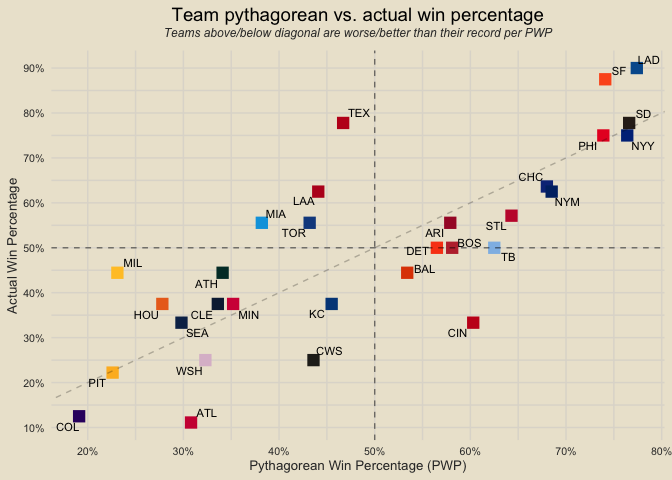 Team pythagorean vs. actual win percentage
Teams above/below diagonal are worse/better than their record per PWP
Actual Win Percentage
90%
80%
70%
60%
50%
40%
30%
20%
10%
LAD
SF
TEX
SD
PHI
NYY
CHC
LAA
NYM
MIA
TOR
ARI
STL
DET
BOS
TB
MIL
ATH
BAL
HOU
CLE
MIN
KC
SEA
CIN
WSH
CWS
PIT
COL
ATL
20%
30%
40%
50%
60%
70%
80%
Pythagorean Win Percentage (PWP)